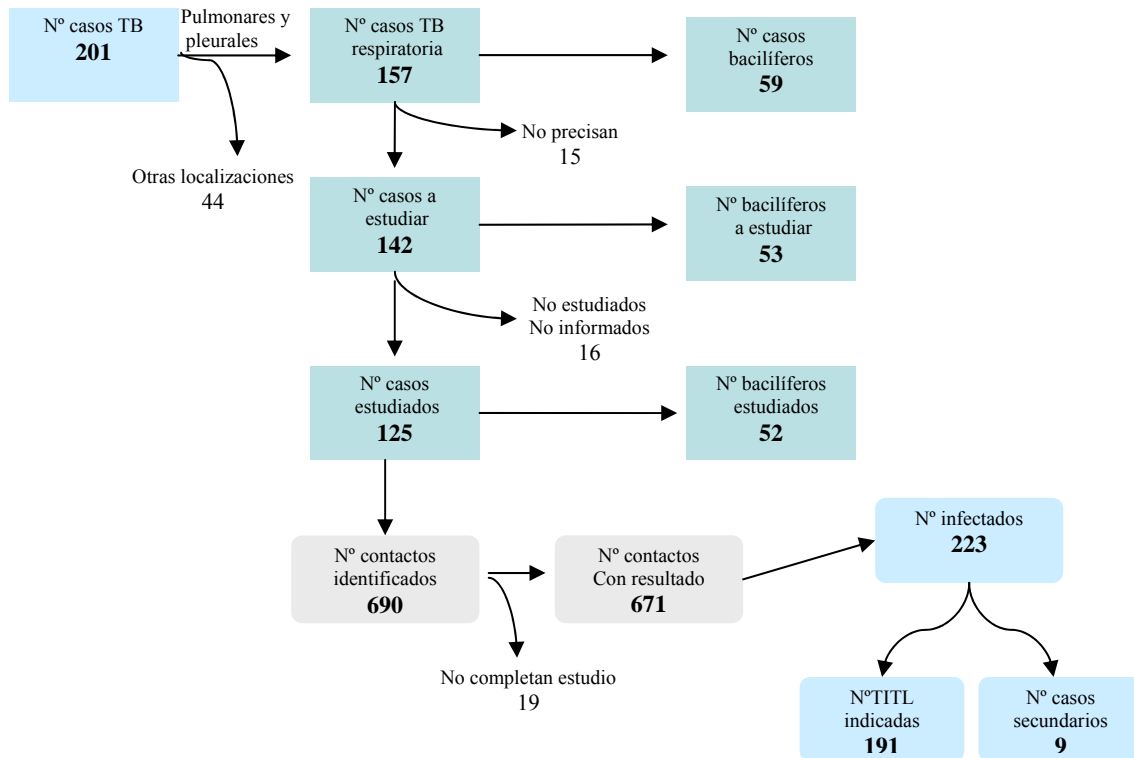 Nº casos TB
201
Pulmonares y
pleurales
Nº casos TB
respiratoria
157
Nº casos
bacilíferos
59
No precisan
15
Otras localizaciones
44
Nº casos a
estudiar
142
Nº bacilíferos
a estudiar
53
No estudiados
No informados
16
Nº casos
estudiados
125
Nº bacilíferos
estudiados
52
Nº contactos
identificados
690
Nº contactos
Con resultado
671
Nº infectados
223
No completan estudio
19
NºTITL
indicadas
191
Nº casos
secundarios
9